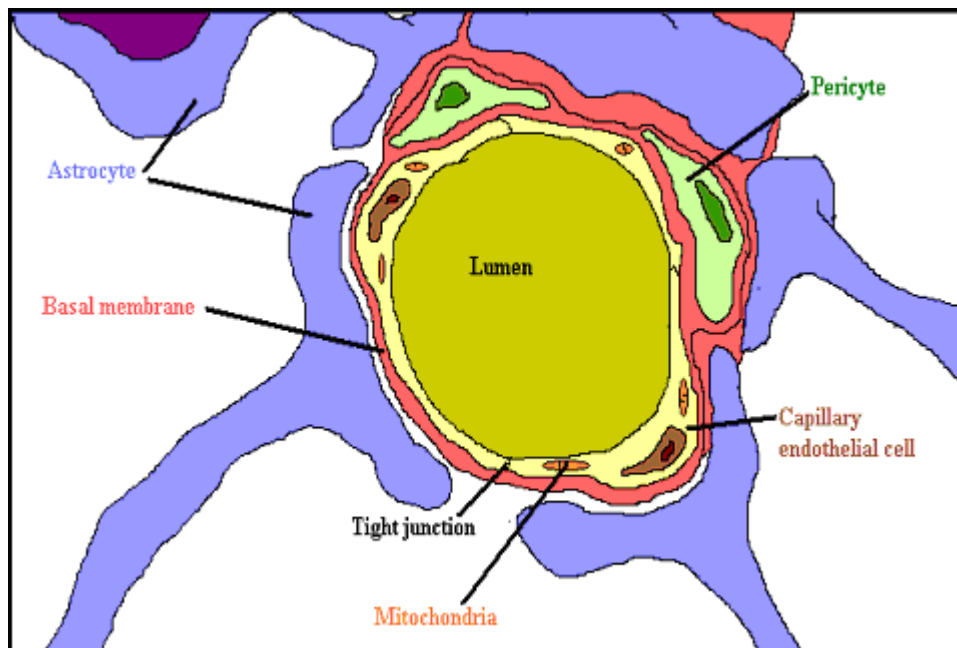 Pericyte
Astrocyte
Lumen
Basal membrane
Capillary
endothelial cell
Tight junction
Mitochondria